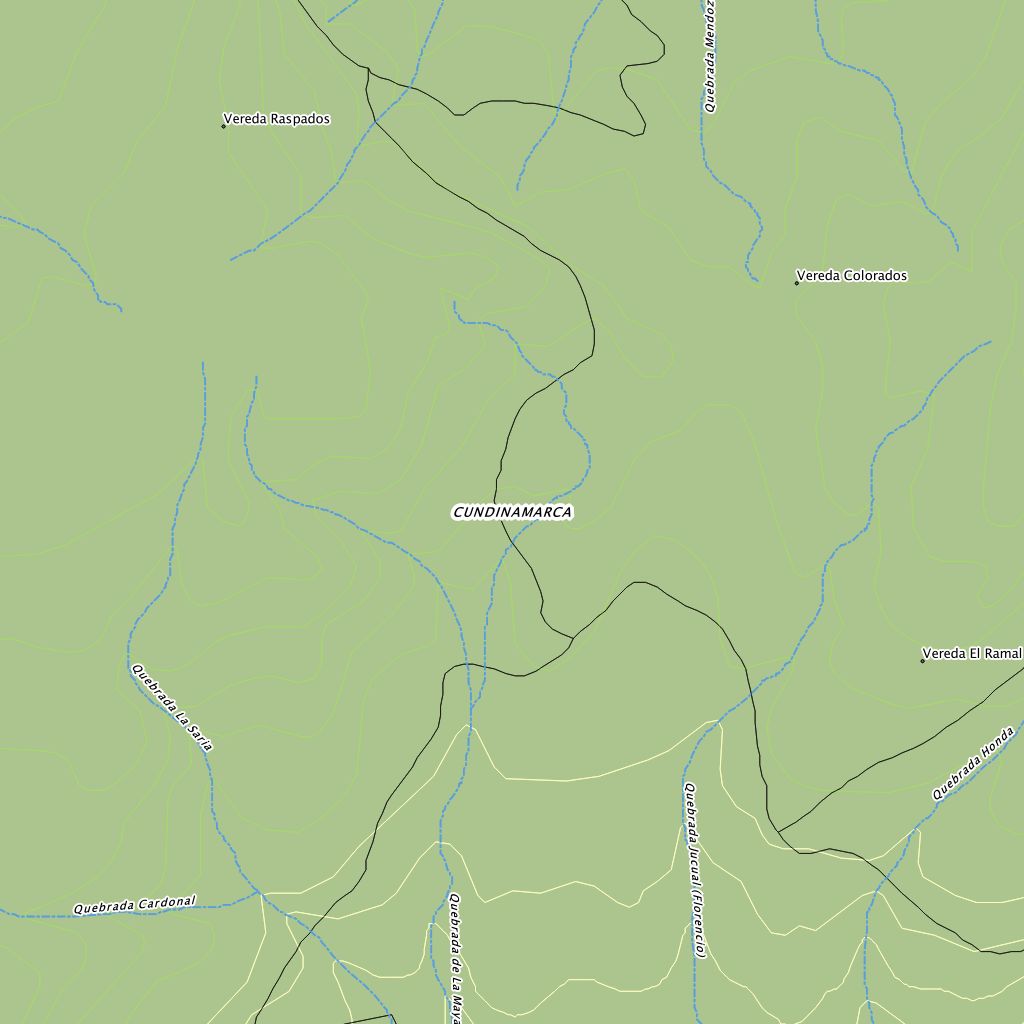 Quebrada Mendoz
Vereda Raspados
Vereda Colorados
CUNDINAMARCA
Vereda El Ramal
Quebrada La Saria
Quebrada Honda
Quebrada Jucual (Florencio)
Quebrada Cardonal
Quebrada de La Maya